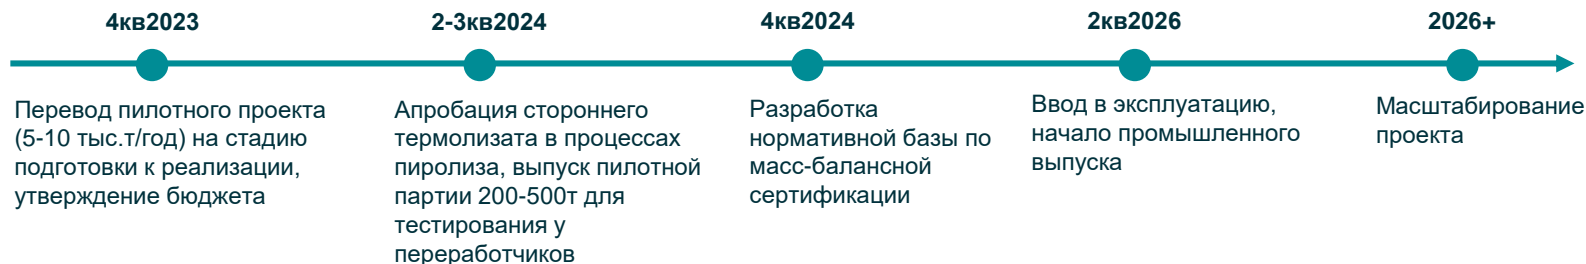 4кв2023
Перевод пилотного проекта
(5-10 тыс.т/год) на стадию
подготовки к реализации,
утверждение бюджета
2-3кв2024
Апробация стороннего
термолизата в процессах
пиролиза, выпуск пилотной
партии 200-500т для
тестирования у
переработчиков
4кв2024
Разработка
нормативной базы по
масс-балансной
сертификации
2кв2026
Ввод в эксплуатацию,
начало промышленного
выпуска
2026+
Масштабирование
проекта